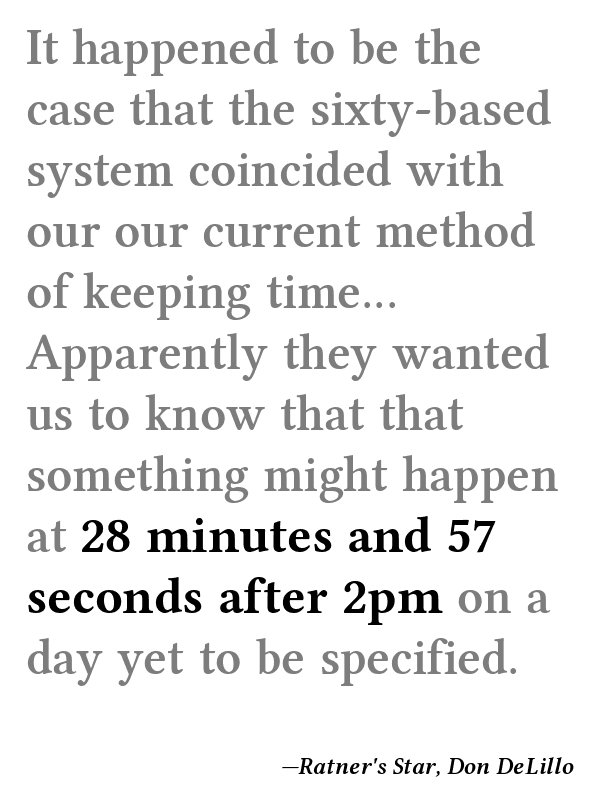 It happened to be the
case that the sixty-based
system coincided with
our our current method
of keeping time...
Apparently they wanted
us to know that that
something might happen
at 28 minutes and 57
seconds after 2pm on a
day yet to be specified.
—Ratner's Star, Don DeLillo